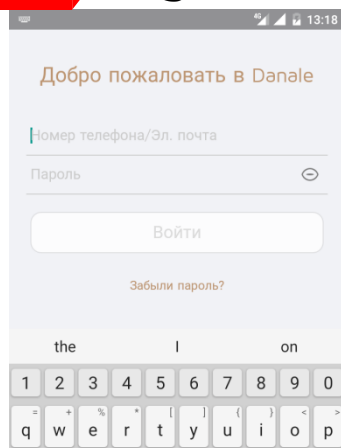 4G 13:18
Добро пожаловать в Danale
Номер телефона/Эл. почта
Пароль
Войти
Забыли пароль?
the I on
1 2 3 4 5 6 7 8 9 0
= + % * [ ] { } < >
q w e r t y u i o p